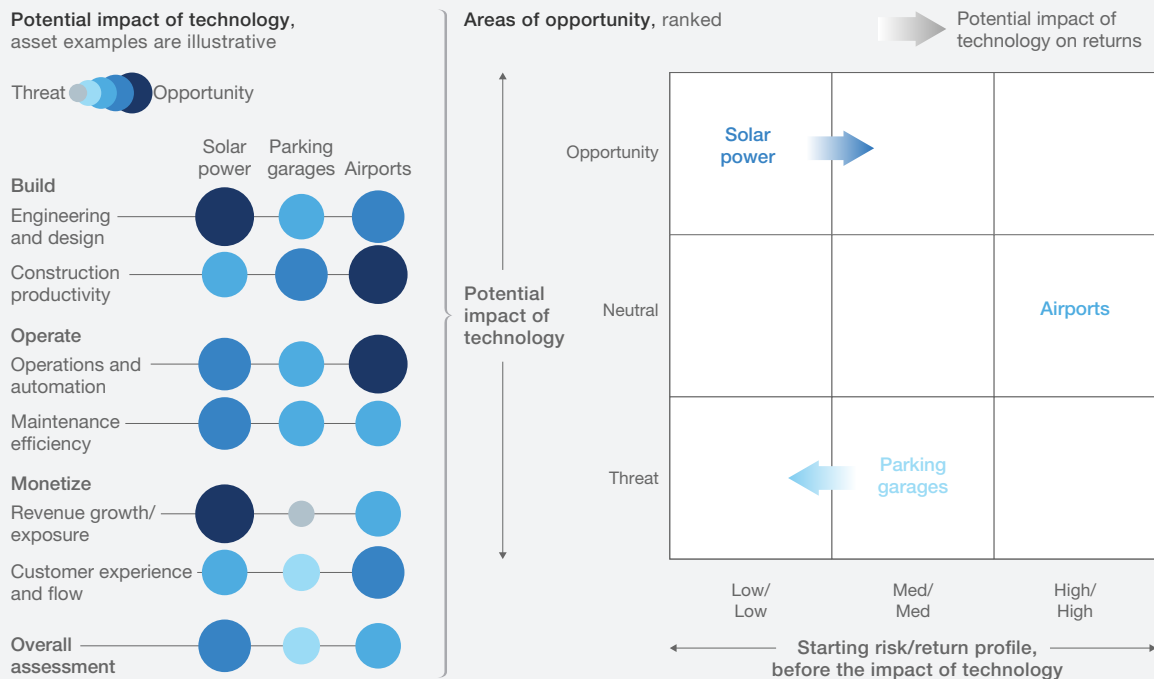 Potential impact of technology,
asset examples are illustrative
Threat
Opportunity
Solar
power
Parking
garages
Airports
Build
Engineering
and design
Construction
productivity
Operate
Operations and
automation
Maintenance
efficiency
Monetize
Revenue growth/
exposure
Customer experience
and flow
Overall
assessment
Areas of opportunity, ranked
Potential impact of
technology on returns
Potential
impact of
technology
Opportunity
Neutral
Threat
Solar
power
Airports
Parking
garages
Low/
Low
Med/
Med
High/
High
Starting risk/return profile,
before the impact of technology